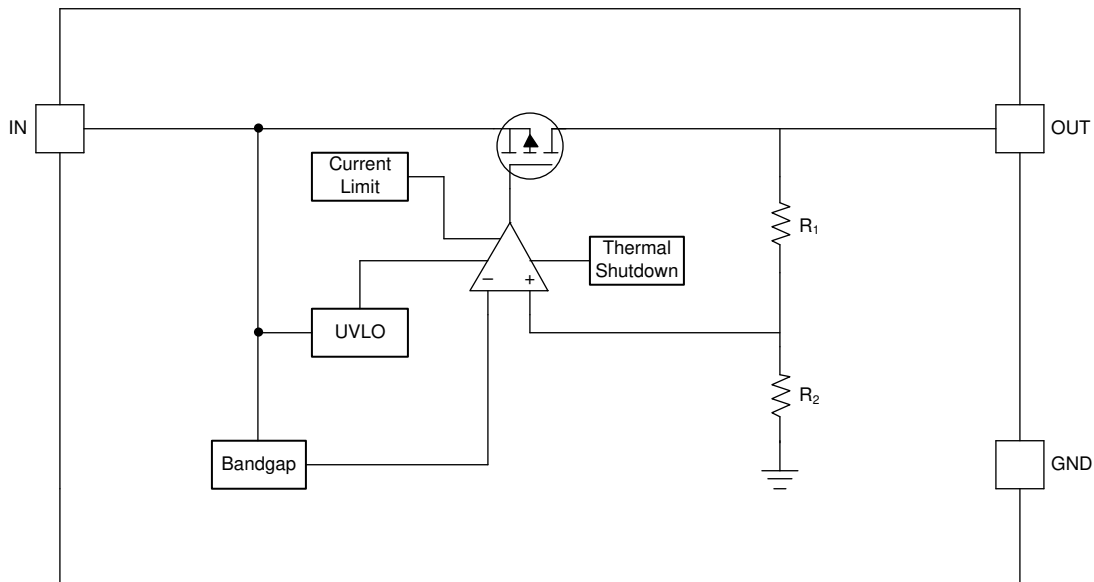 IN
OUT
Current
Limit
R₁
Thermal
Shutdown
− +
UVLO
R₂
Bandgap
GND